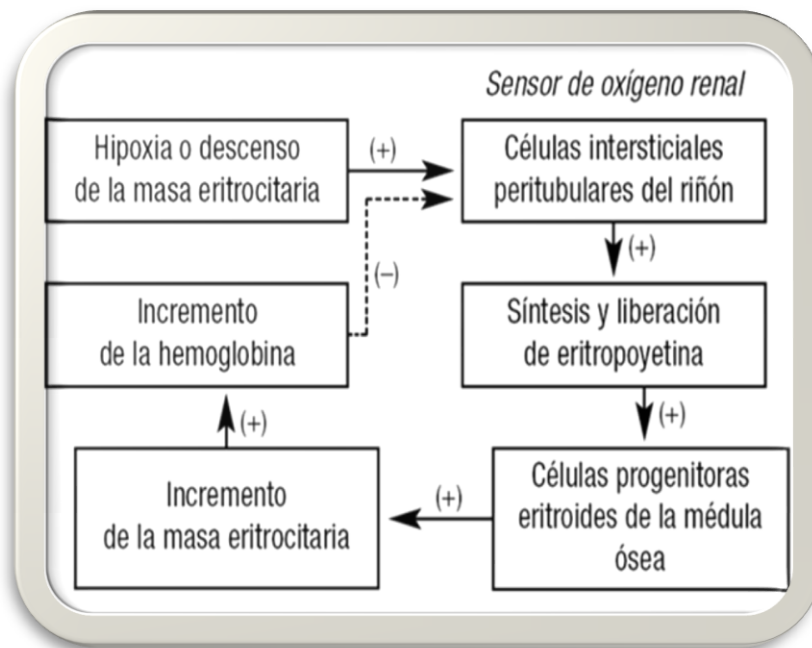 Sensor de oxígeno renal
Hipoxia o descenso
de la masa eritrocitaria
(+)
Células intersticiales
peritubulares del riñón
(+)
(−)
Incremento
de la hemoglobina
Síntesis y liberación
de eritropoyetina
(+)
(+)
Incremento
de la masa eritrocitaria
(+)
Células progenitoras
eritroides de la médula
ósea